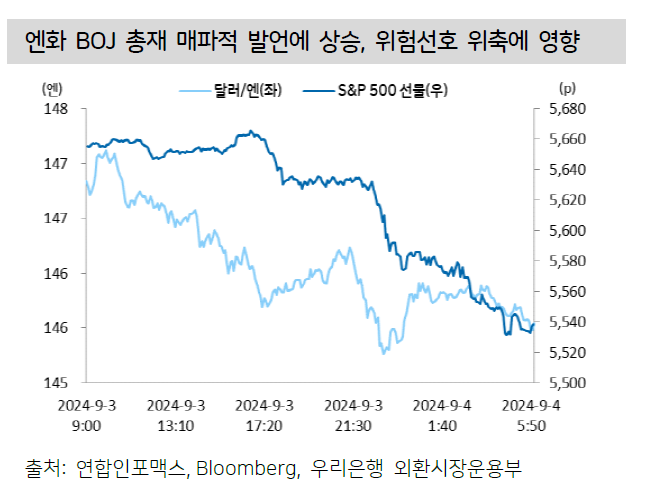 엔화 BOJ 총재 매파적 발언에 상승, 위험선호 위축에 영향
(엔) 달러/엔(좌) S&P 500 선물(우) (p)
148 5,680
5,660
147 5,640
5,620
147 5,600
146 5,580
5,560
146 5,540
5,520
145 5,500
2024-9-3 2024-9-3 2024-9-3 2024-9-3 2024-9-4 2024-9-4
9:00 13:10 17:20 21:30 1:40 5:50
출처: 연합인포맥스, Bloomberg, 우리은행 외환시장운용부